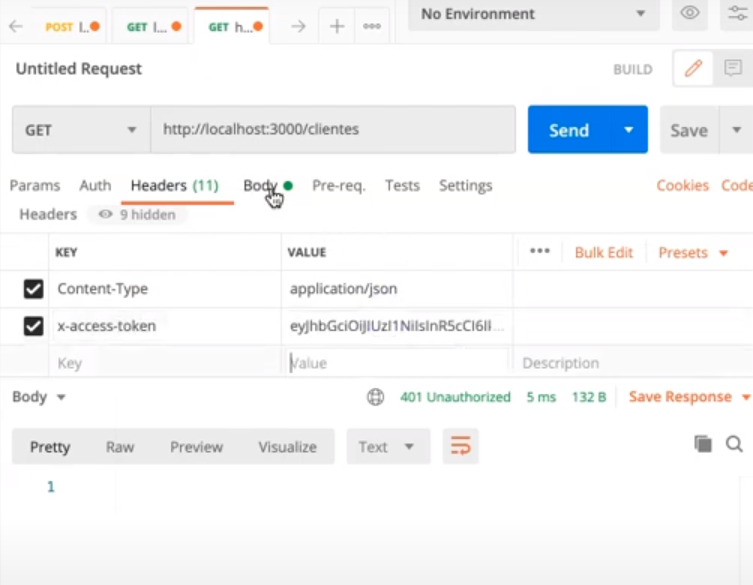 POST l... GET l... GET h... No Environment
Untitled Request BUILD
GET http://localhost:3000/clientes Send Save
Params Auth Headers (11) Body Pre-req. Tests Settings Cookies Code
Headers 9 hidden
KEY VALUE ••• Bulk Edit Presets
Content-Type application/json
x-access-token
Key Value Description
Body 401 Unauthorized 5 ms 132 B Save Response
Pretty Raw Preview Visualize Text
1